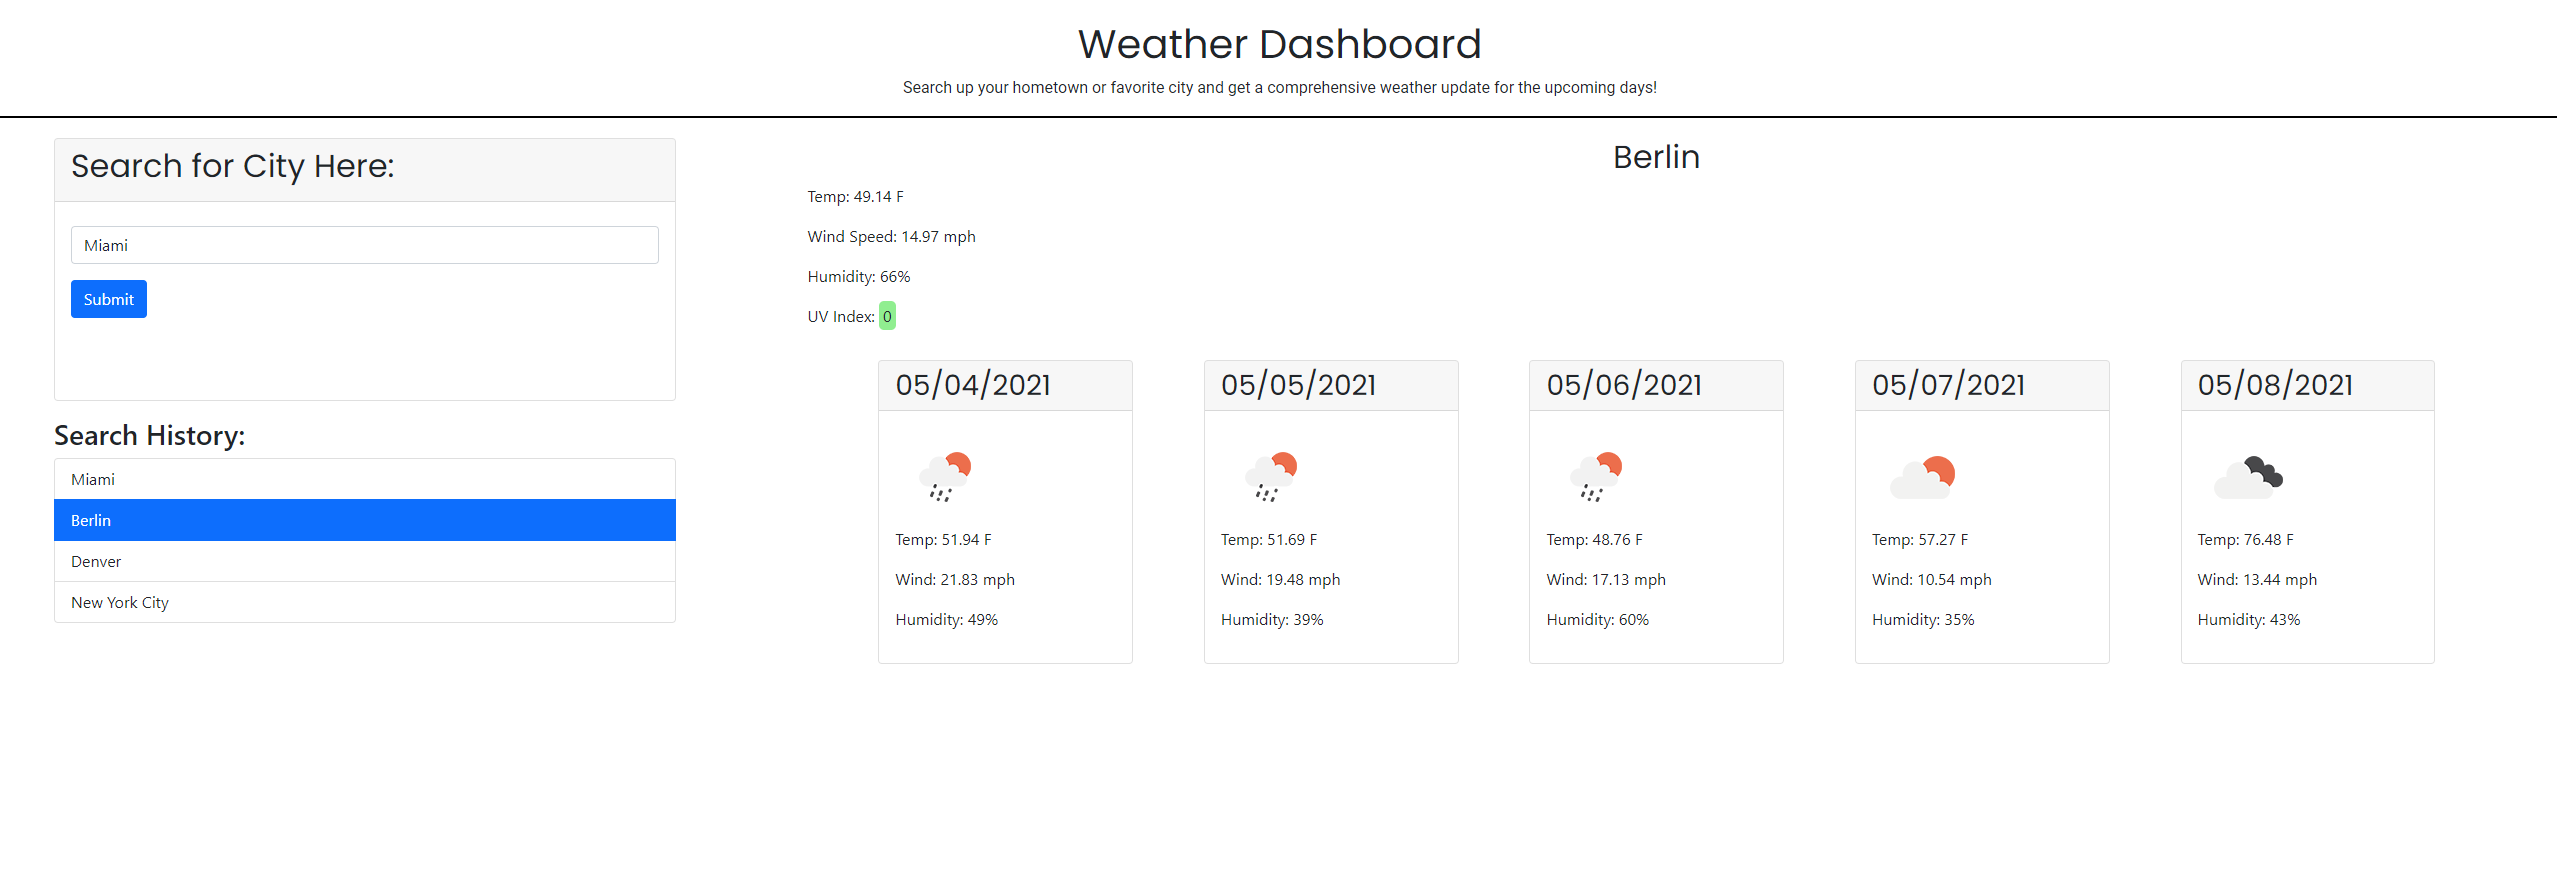 Weather Dashboard
Search up your hometown or favorite city and get a comprehensive weather update for the upcoming days!
Search for City Here:
Miami
Submit
Search History:
Miami
Berlin
Denver
New York City
Berlin
Temp: 49.14 F
Wind Speed: 14.97 mph
Humidity: 66%
UV Index: 0
05/04/2021
Temp: 51.94 F
Wind: 21.83 mph
Humidity: 49%
05/05/2021
Temp: 51.69 F
Wind: 19.48 mph
Humidity: 39%
05/06/2021
Temp: 48.76 F
Wind: 17.13 mph
Humidity: 60%
05/07/2021
Temp: 57.27 F
Wind: 10.54 mph
Humidity: 35%
05/08/2021
Temp: 76.48 F
Wind: 13.44 mph
Humidity: 43%